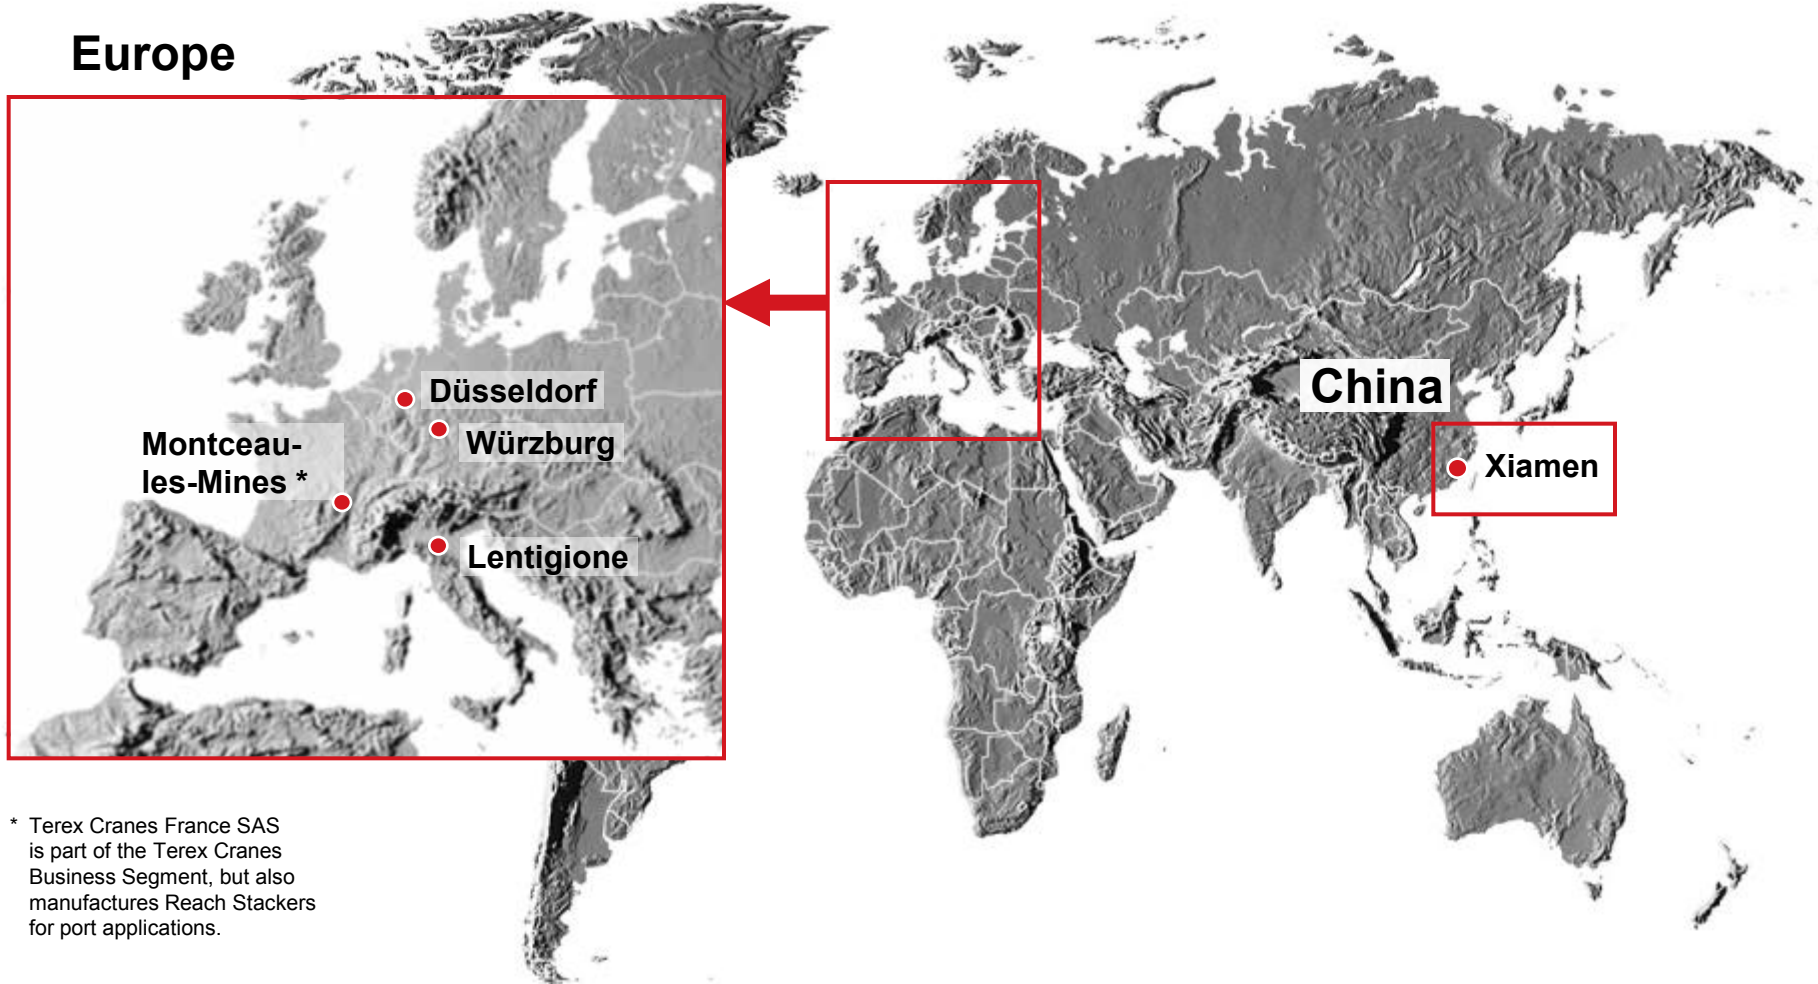 Europe
Düsseldorf
Würzburg
Montceau-
les-Mines *
Lentigione
China
Xiamen
* Terex Cranes France SAS
is part of the Terex Cranes
Business Segment, but also
manufactures Reach Stackers
for port applications.